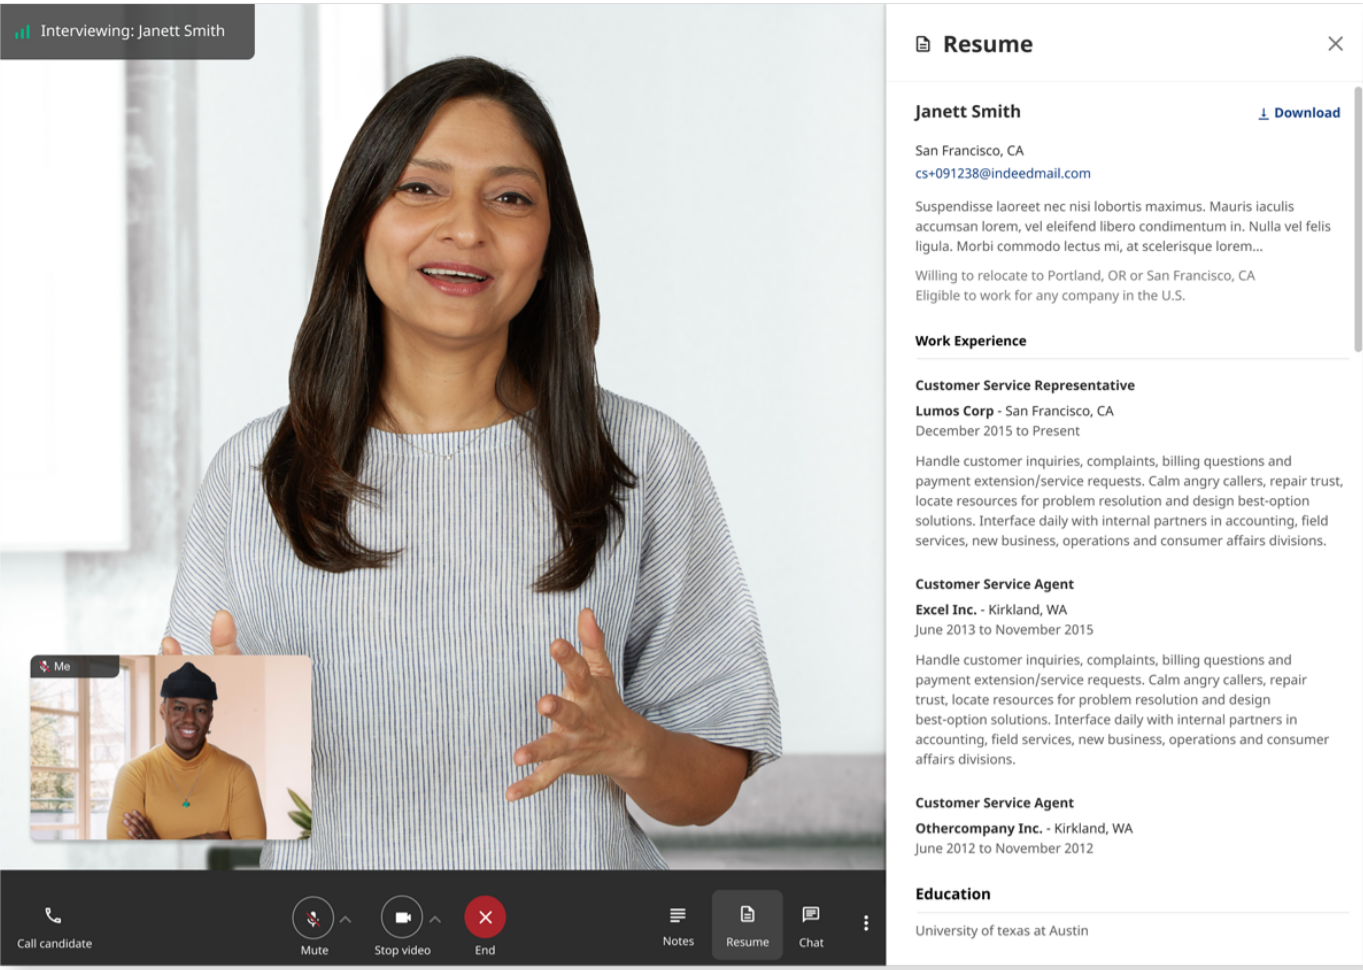 Interviewing: Janett Smith
Me
Call candidate
Mute
Stop video
End
Notes
Resume
Chat
Resume
Janett Smith
Download
San Francisco, CA
cs+091238@indeedmail.com
Suspendisse laoreet nec nisi lobortis maximus. Mauris iaculis
accumsan lorem, vel eleifend libero condimentum in. Nulla vel felis
ligula. Morbi commodo lectus mi, at scelerisque lorem...
Willing to relocate to Portland, OR or San Francisco, CA
Eligible to work for any company in the U.S.
Work Experience
Customer Service Representative
Lumos Corp - San Francisco, CA
December 2015 to Present
Handle customer inquiries, complaints, billing questions and
payment extension/service requests. Calm angry callers, repair trust,
locate resources for problem resolution and design best-option
solutions. Interface daily with internal partners in accounting, field
services, new business, operations and consumer affairs divisions.
Customer Service Agent
Excel Inc. - Kirkland, WA
June 2013 to November 2015
Handle customer inquiries, complaints, billing questions and
payment extension/service requests. Calm angry callers, repair
trust, locate resources for problem resolution and design
best-option solutions. Interface daily with internal partners in
accounting, field services, new business, operations and consumer
affairs divisions.
Customer Service Agent
Othercompany Inc. - Kirkland, WA
June 2012 to November 2012
Education
University of texas at Austin